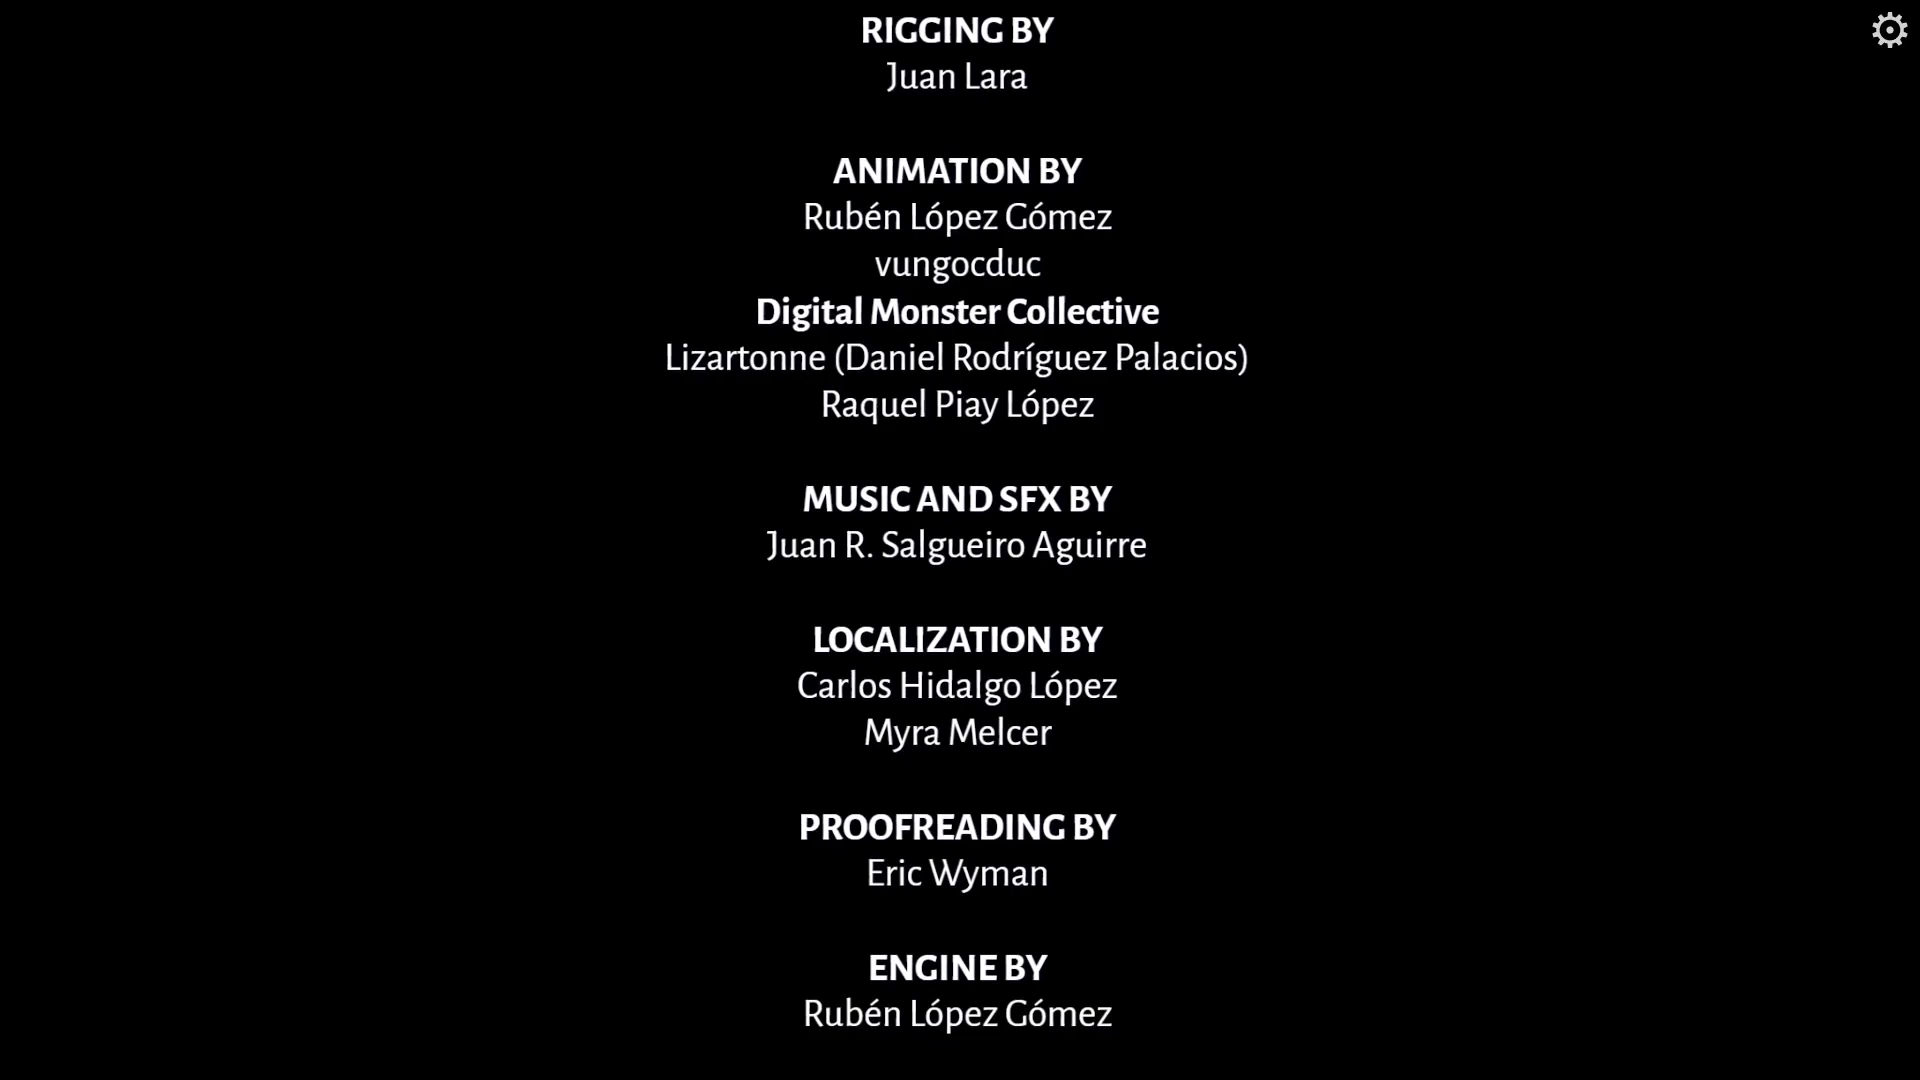 RIGGING BY
Juan Lara
ANIMATION BY
Rubén López Gómez
vungocduc
Digital Monster Collective
Lizartonne (Daniel Rodríguez Palacios)
Raquel Piay López
MUSIC AND SFX BY
Juan R. Salgueiro Aguirre
LOCALIZATION BY
Carlos Hidalgo López
Myra Melcer
PROOFREADING BY
Eric Wyman
ENGINE BY
Rubén López Gómez